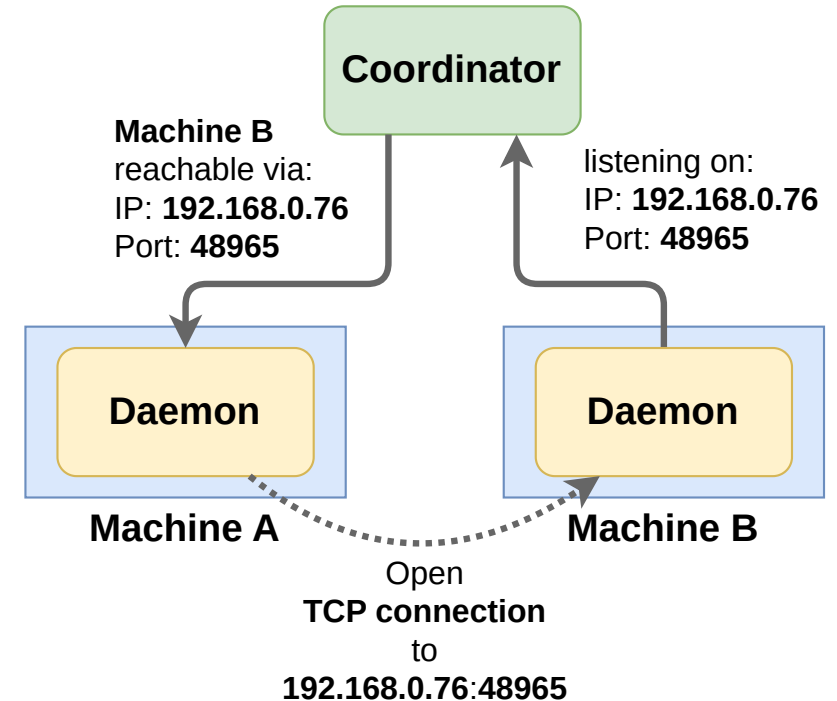 Coordinator
Machine B
reachable via:
IP: 192.168.0.76
Port: 48965
listening on:
IP: 192.168.0.76
Port: 48965
Daemon
Daemon
Machine A
Machine B
Open
TCP connection
to
192.168.0.76:48965